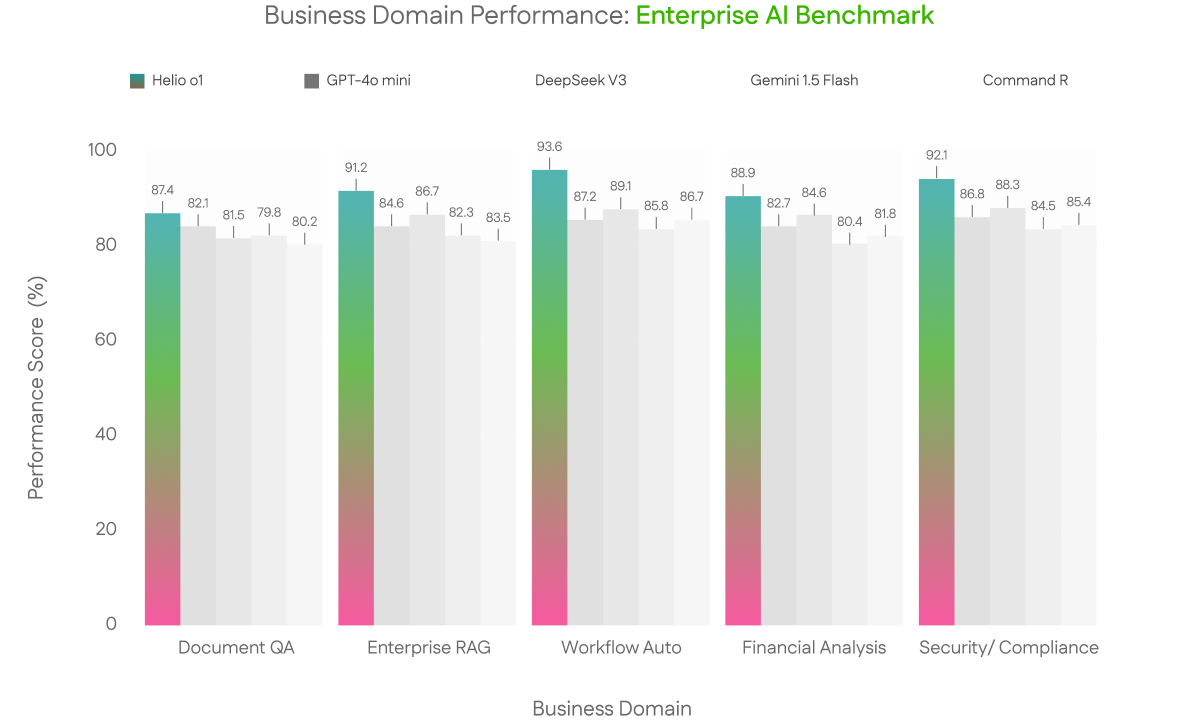 Business Domain Performance: Enterprise AI Benchmark
Helio o1 GPT-4o mini DeepSeek V3 Gemini 1.5 Flash Command R
Performance Score (%)
100
80
60
40
20
0
87.4 82.1 81.5 79.8 80.2
91.2 84.6 86.7 82.3 83.5
93.6 87.2 89.1 85.8 86.7
88.9 82.7 84.6 80.4 81.8
92.1 86.8 88.3 84.5 85.4
Document QA Enterprise RAG Workflow Auto Financial Analysis Security/ Compliance
Business Domain